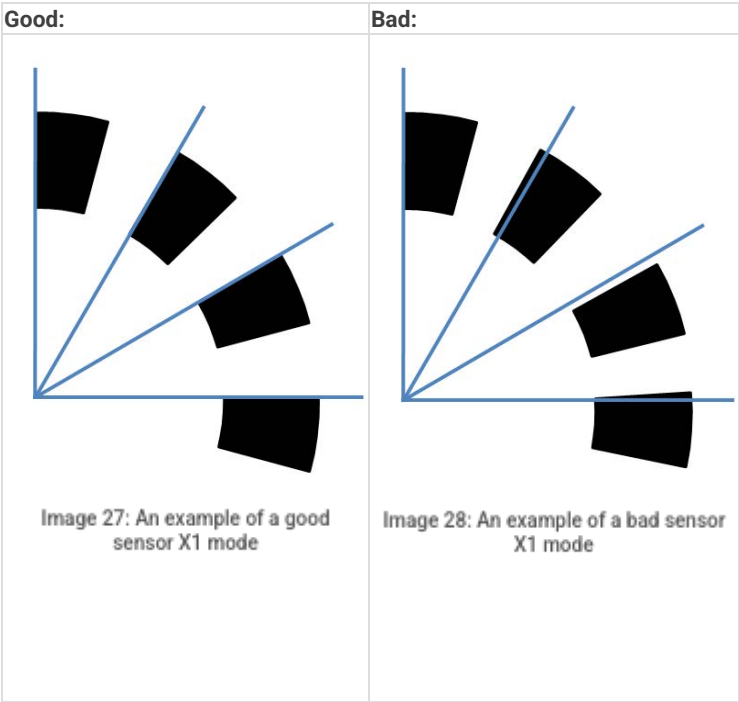 Good:
Bad:
Image 27: An example of a good
sensor X1 mode
Image 28: An example of a bad sensor
X1 mode